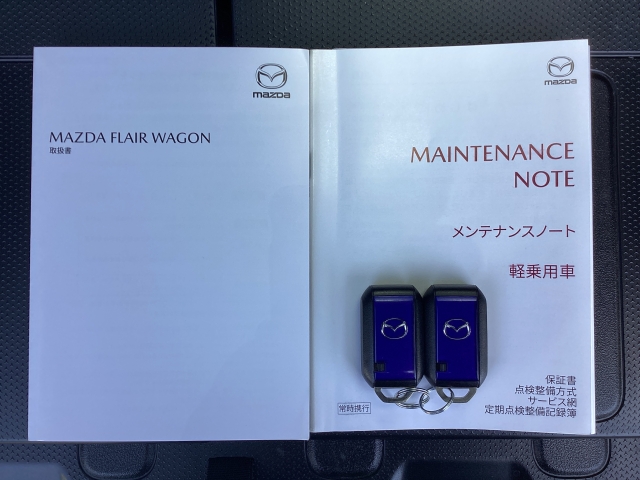 mazda
MAZDA FLAIR WAGON
取扱書
mazda
MAINTENANCE
NOTE
メンテナンスノート
軽乗用車
保証書
点検整備方式
サービス網
定期点検整備記録簿
常時携行